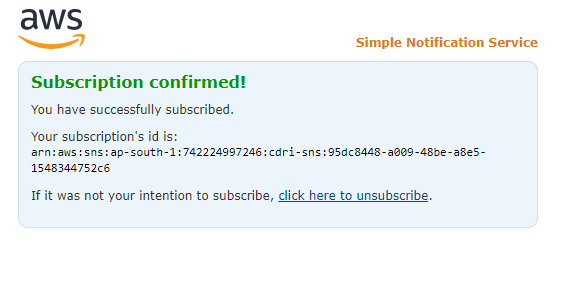 aws
Simple Notification Service
Subscription confirmed!
You have successfully subscribed.
Your subscription's id is:
arn:aws:sns:ap-south-1:742224997246:cdri-sns:95dc8448-a009-48be-a8e5-
1548344752c6
If it was not your intention to subscribe, click here to unsubscribe.